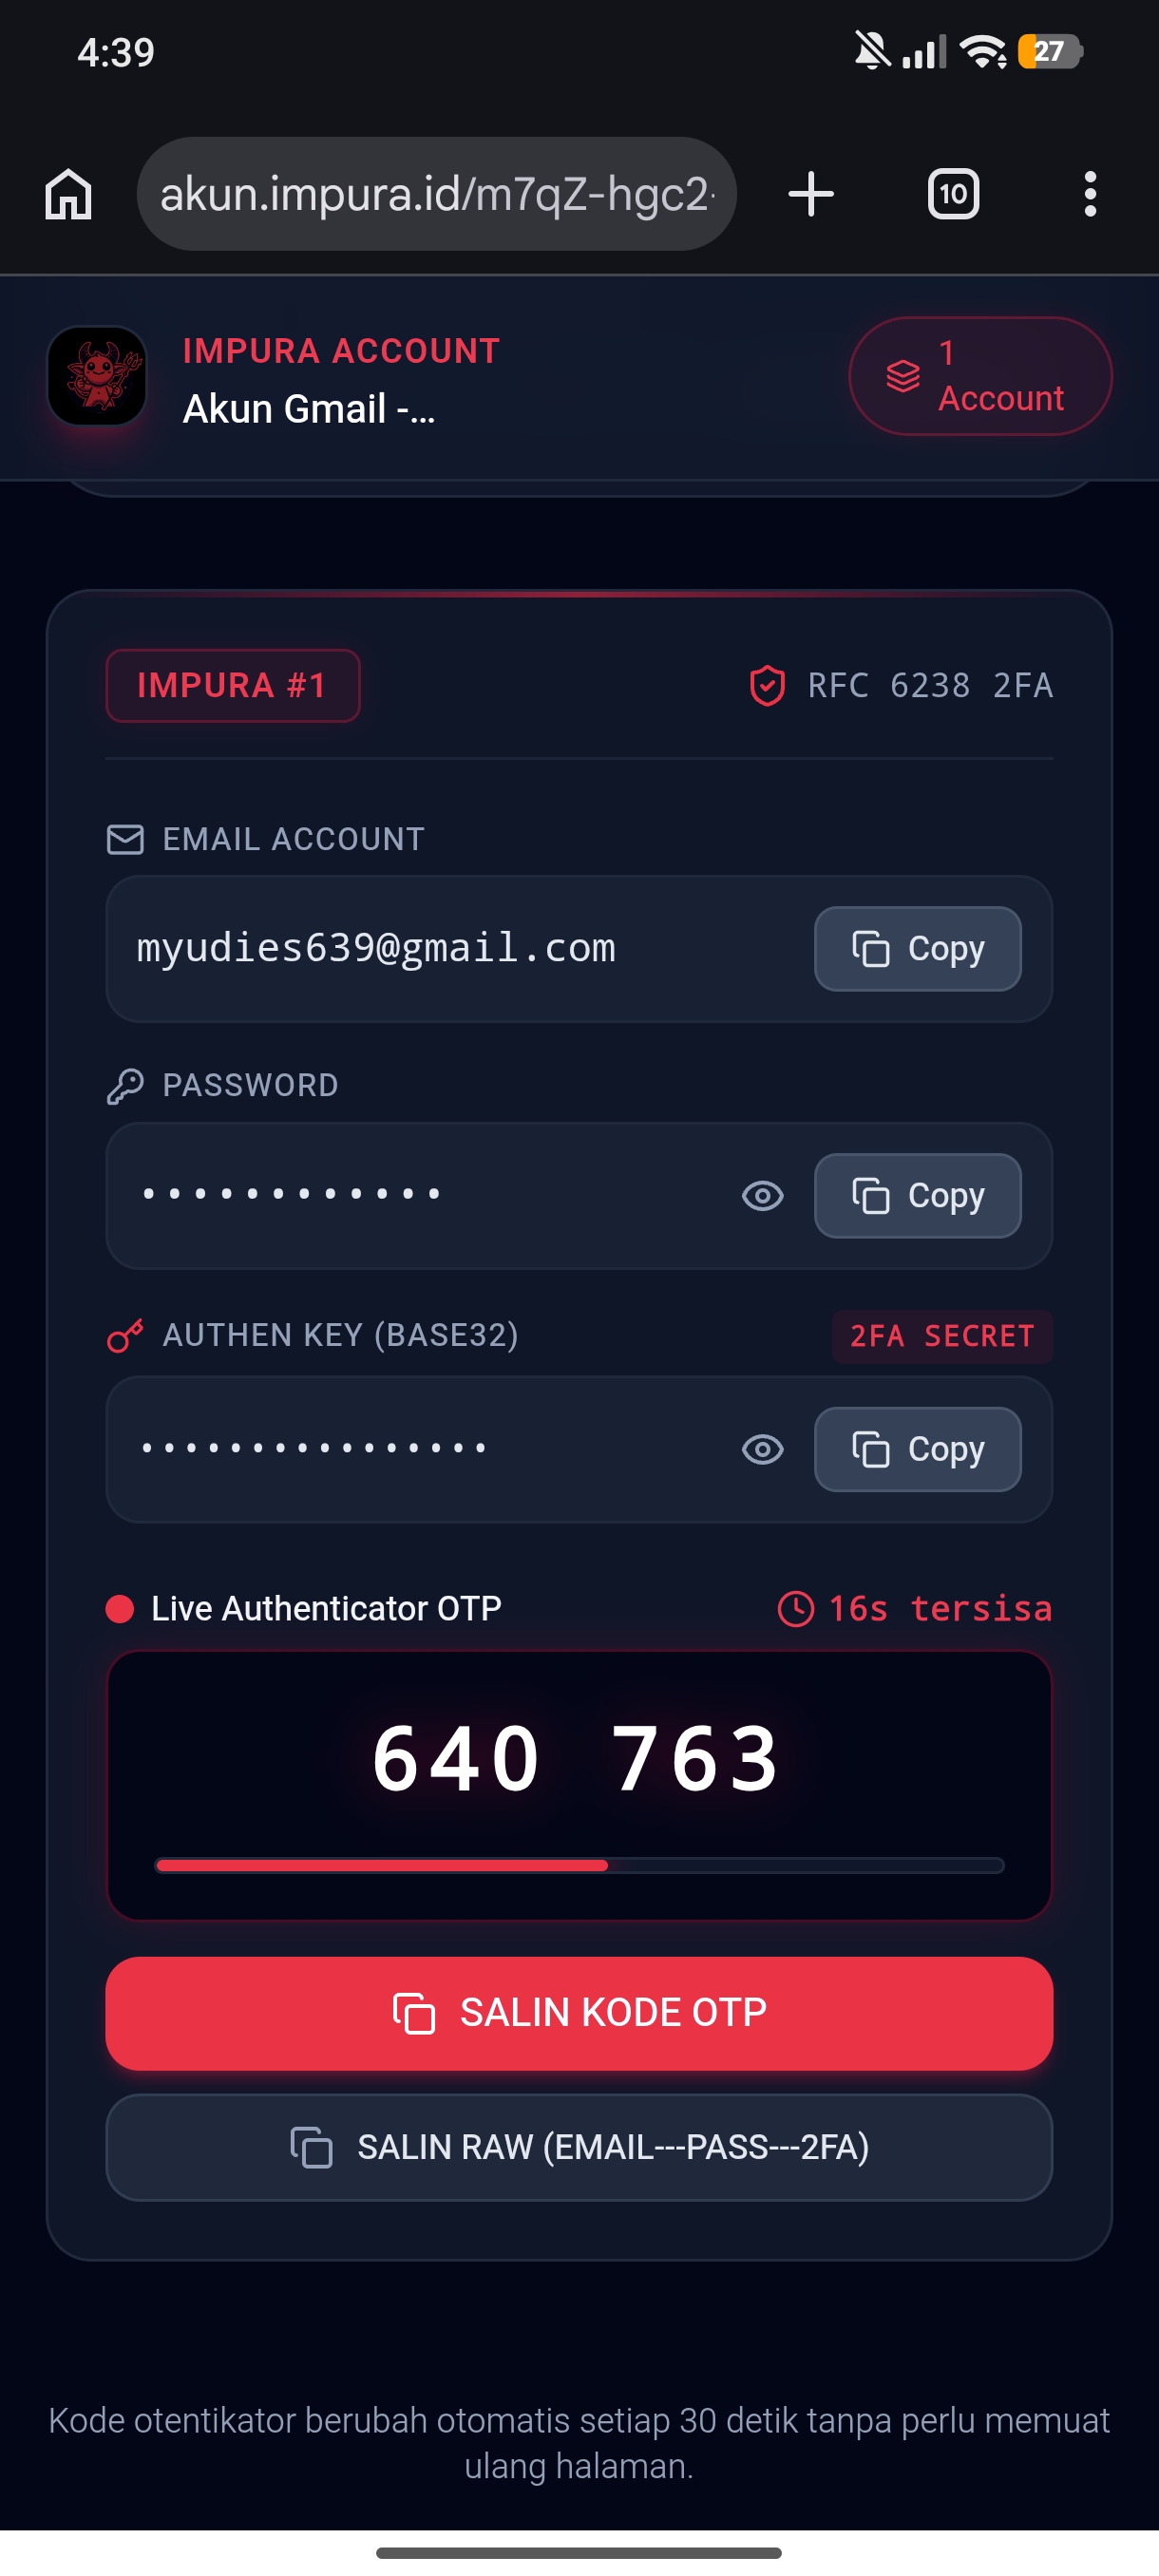 4:39
27
akun.impura.id/m7qZ-hgc2
10
IMPURA ACCOUNT
Akun Gmail -...
1
Account
IMPURA #1
RFC 6238 2FA
EMAIL ACCOUNT
myudies639@gmail.com
Copy
PASSWORD
••••••••••••
Copy
AUTHEN KEY (BASE32)
2FA SECRET
••••••••••••••••
Copy
Live Authenticator OTP
16s tersisa
640 763
SALIN KODE OTP
SALIN RAW (EMAIL---PASS---2FA)
Kode otentikator berubah otomatis setiap 30 detik tanpa perlu memuat
ulang halaman.